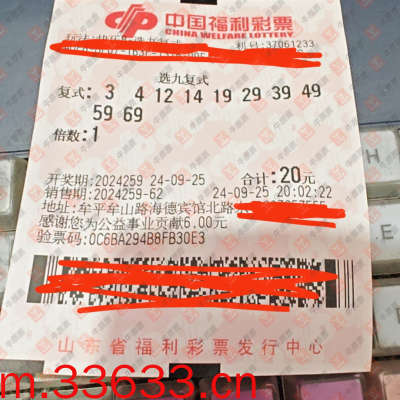 中国福利彩票
CHINA WELFARE LOTTERY
机号:37061233
选九复式
复式: 3 4 12 14 19 29 39 49
59 69
倍数:1
开奖期:2024259 24-09-25 合计:20元
销售期:2024259-62 24-09-25 20:02:22
地址:牟平牟山路海德宾馆北路
感谢您为公益事业贡献6.00元
验票码:0C6BA294B8FB30E3
山东省福利彩票发行中心
m.33633.cn
H